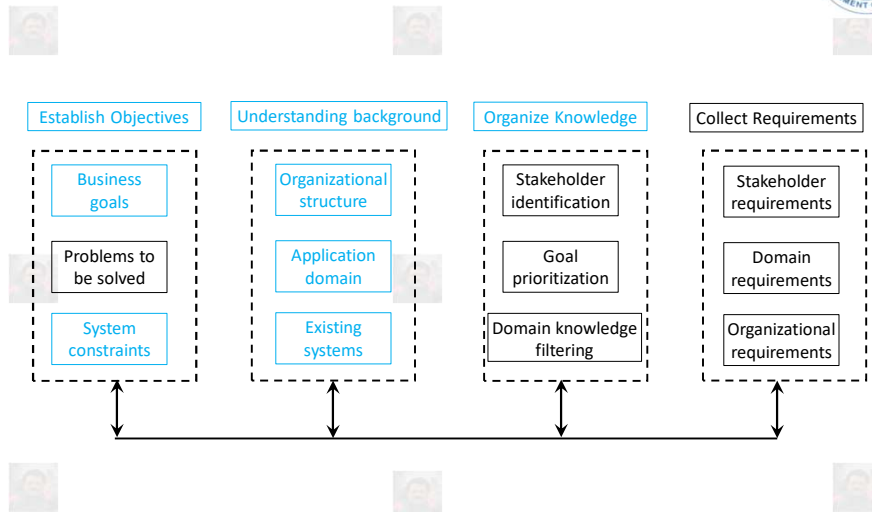 Establish Objectives
Understanding background
Organize Knowledge
Collect Requirements
Business
goals
Problems to
be solved
System
constraints
Organizational
structure
Application
domain
Existing
systems
Stakeholder
identification
Goal
prioritization
Domain knowledge
filtering
Stakeholder
requirements
Domain
requirements
Organizational
requirements